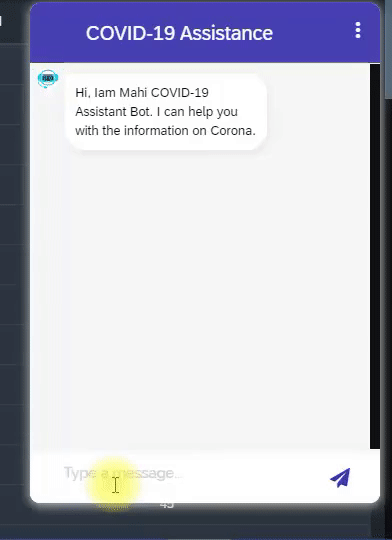 COVID-19 Assistance
Hi, Iam Mahi COVID-19
Assistant Bot. I can help you
with the information on Corona.
Type a message..